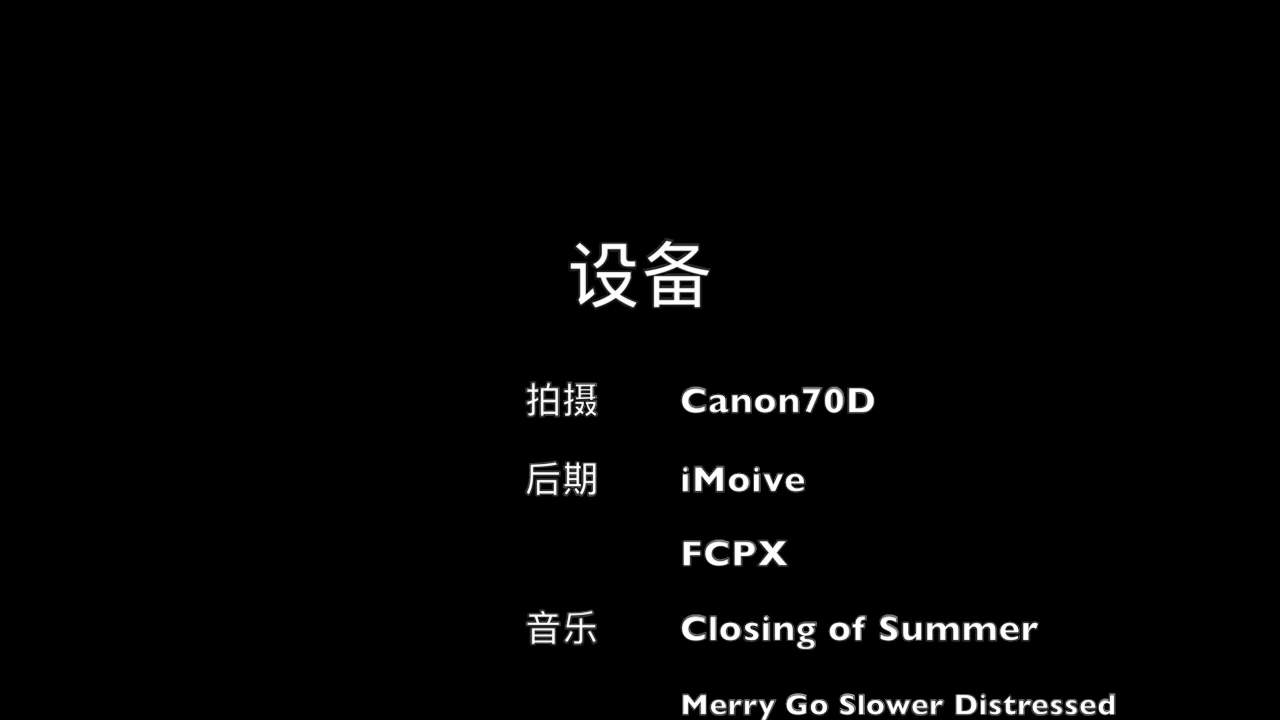 设备
拍摄 Canon70D
后期 iMoive
FCPX
音乐 Closing of Summer
Merry Go Slower Distressed